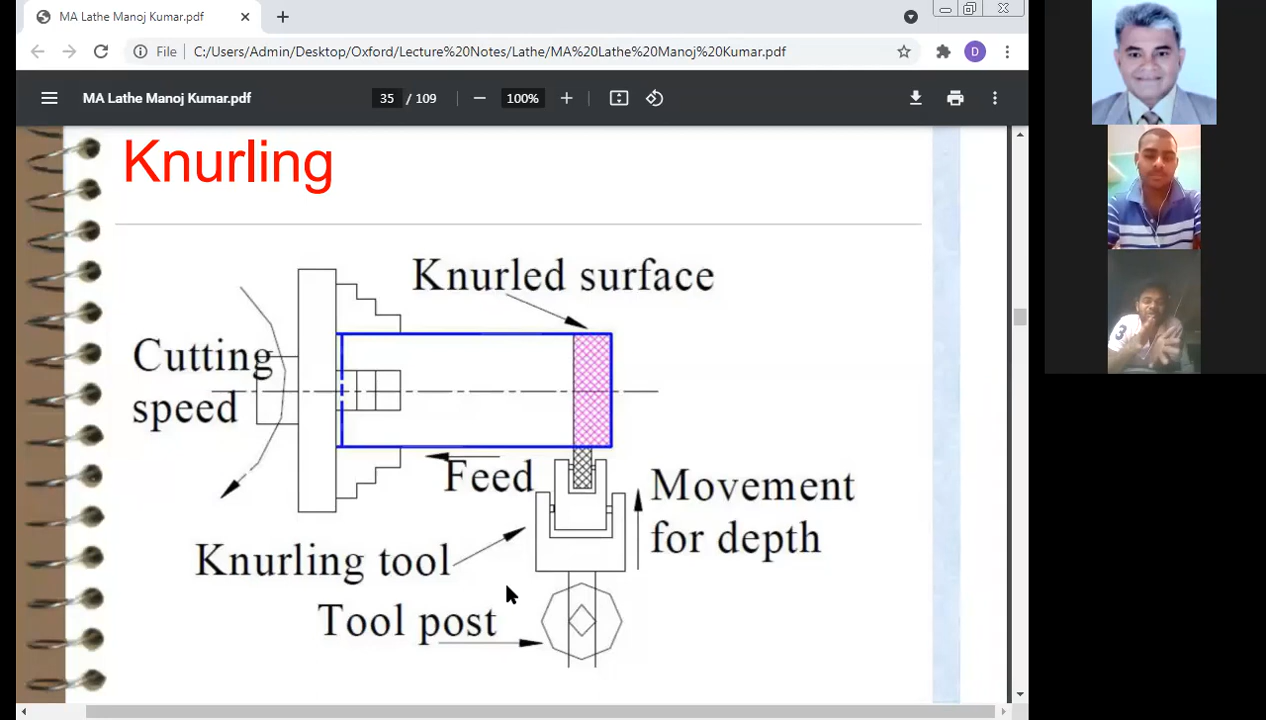 MA Lathe Manoj Kumar.pdf
File C:/Users/Admin/Desktop/Oxford/Lecture%20Notes/Lathe/MA%20Lathe%20Manoj%20Kumar.pdf
D
MA Lathe Manoj Kumar.pdf
35 / 109
100%
Knurling
Knurled surface
Cutting
speed
Feed
Movement
for depth
Knurling tool
Tool post
3